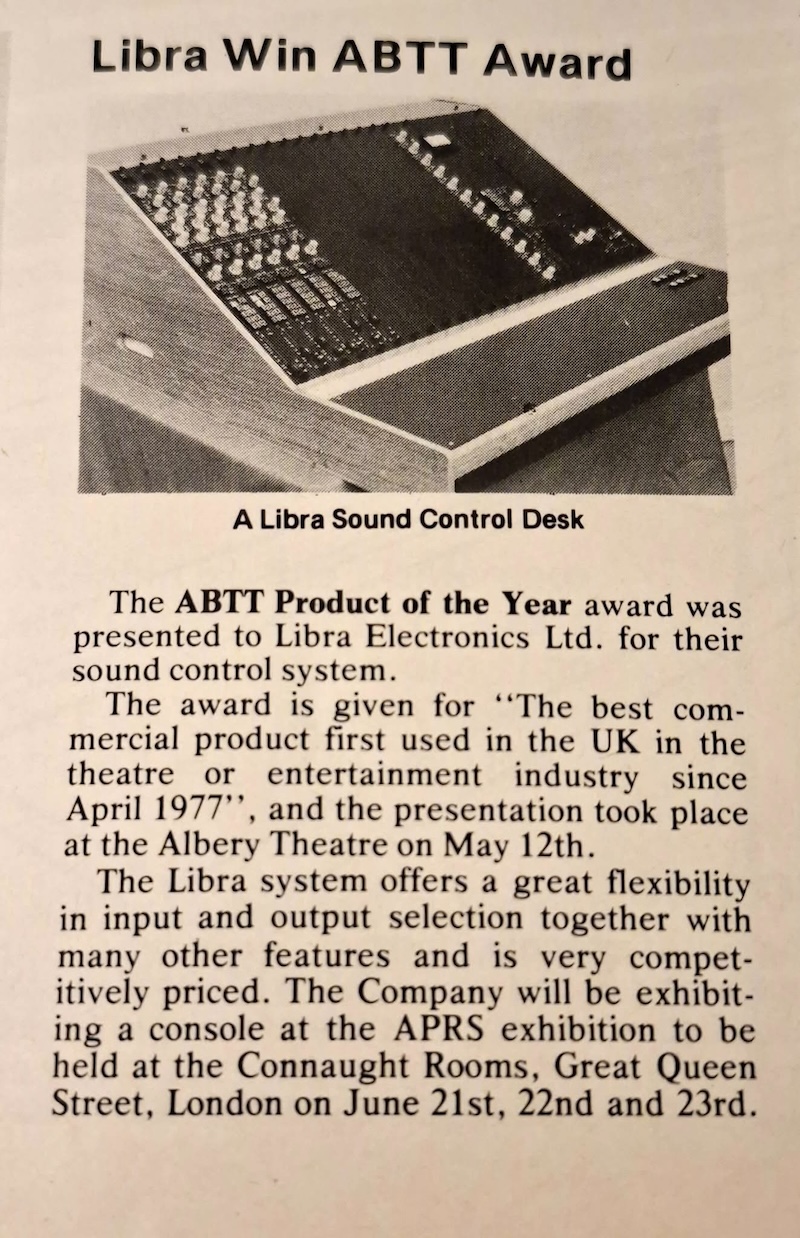 Libra Win ABTT Award
A Libra Sound Control Desk
The ABTT Product of the Year award was
presented to Libra Electronics Ltd. for their
sound control system.
The award is given for "The best com-
mercial product first used in the UK in the
theatre or entertainment industry since
April 1977", and the presentation took place
at the Albery Theatre on May 12th.
The Libra system offers a great flexibility
in input and output selection together with
many other features and is very compet-
itively priced. The Company will be exhibit-
ing a console at the APRS exhibition to be
held at the Connaught Rooms, Great Queen
Street, London on June 21st, 22nd and 23rd.